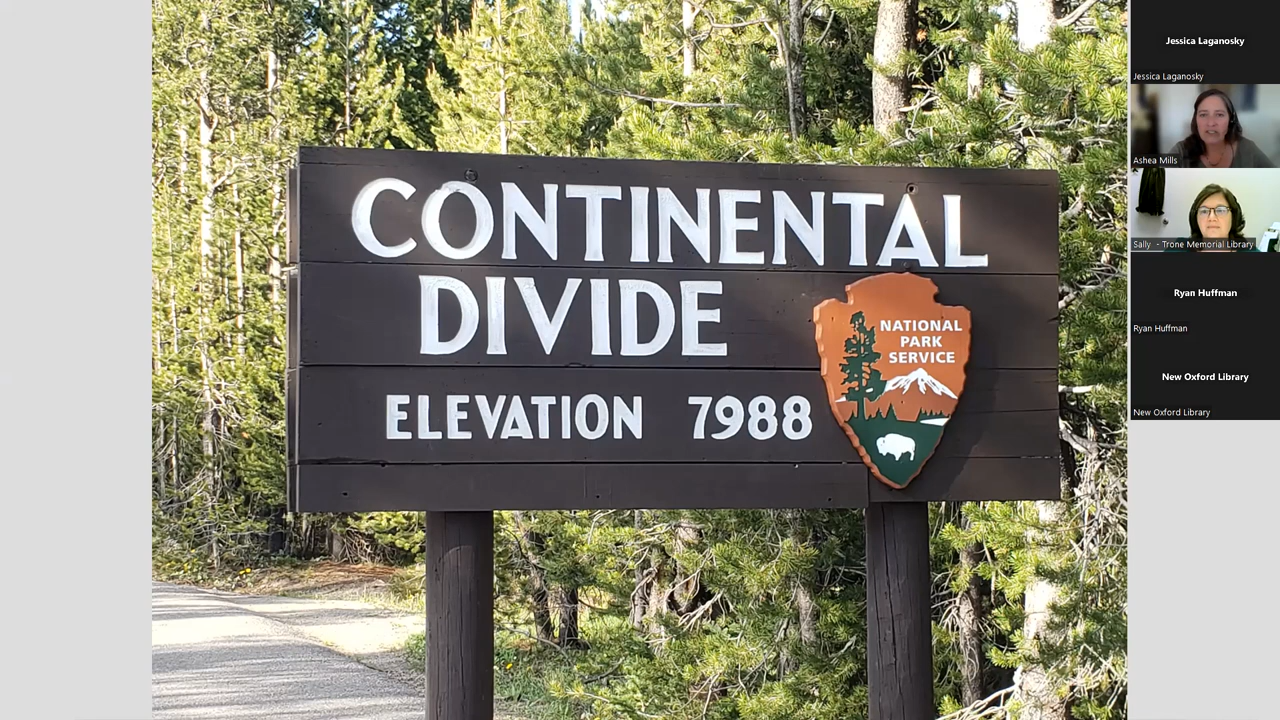 CONTINENTAL
DIVIDE
ELEVATION 7988
NATIONAL
PARK
SERVICE
Jessica Laganosky
Jessica Laganosky
Ashea Mills
Sally - Trone Memorial Library
Ryan Huffman
Ryan Huffman
New Oxford Library
New Oxford Library